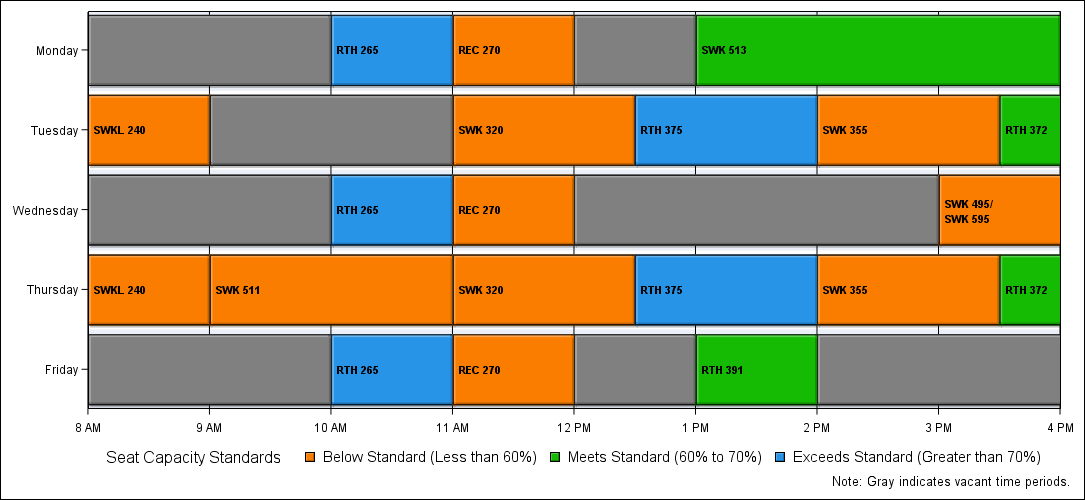 Monday
RTH 265
REC 270
SWK 513
Tuesday
SWKL 240
SWK 320
RTH 375
SWK 355
RTH 372
Wednesday
RTH 265
REC 270
SWK 495/
SWK 595
Thursday
SWKL 240
SWK 511
SWK 320
RTH 375
SWK 355
RTH 372
Friday
RTH 265
REC 270
RTH 391
8 AM 9 AM 10 AM 11 AM 12 PM 1 PM 2 PM 3 PM 4 PM
Seat Capacity Standards Below Standard (Less than 60%) Meets Standard (60% to 70%) Exceeds Standard (Greater than 70%)
Note: Gray indicates vacant time periods.